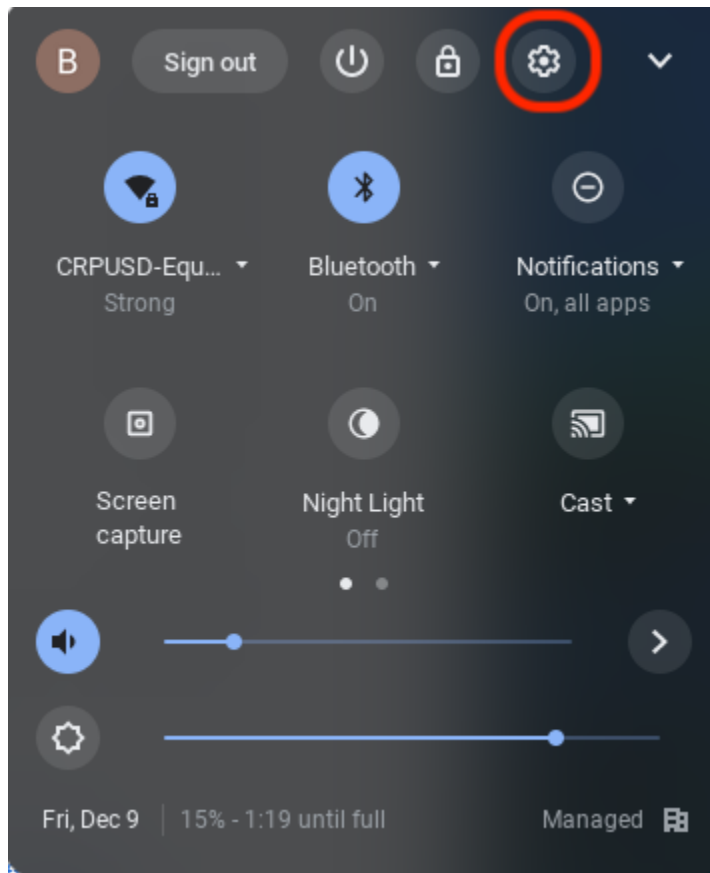 B
Sign out
CRPUSD-Equ...
Strong
Bluetooth
On
Notifications
On, all apps
Screen
capture
Night Light
Off
Cast
Fri, Dec 9
15% - 1:19 until full
Managed